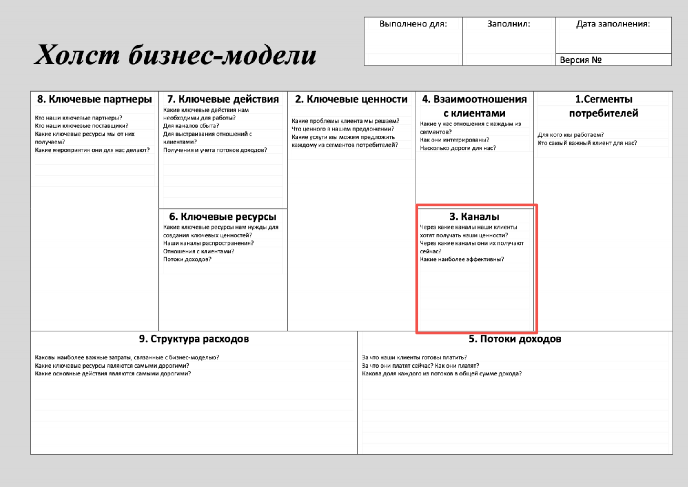 Холст бизнес-модели
Выполнено для:
Заполнил:
Дата заполнения:
Версия №
8. Ключевые партнеры
Кто наши ключевые партнеры?
Кто наши ключевые поставщики?
Какие ключевые ресурсы мы от них
получаем?
Какие мероприятия они для нас делают?
7. Ключевые действия
Какие ключевые действия нам
необходимы для работы?
Для каналов сбыта?
Для выстраивания отношений с
клиентами?
Получения и учета потоков доходов?
6. Ключевые ресурсы
Какие ключевые ресурсы нам нужны для
создания ключевых ценностей?
Наши каналы распространения?
Отношения с клиентами?
Потоки доходов?
2. Ключевые ценности
Какие проблемы клиента мы решаем?
Что ценного в нашем предложении?
Какие услуги вы можете предложить
каждому из сегментов потребителей?
4. Взаимоотношения
с клиентами
Какие у нас отношения с каждым из
сегментов?
Как они интегрированы?
Насколько дороги для нас?
3. Каналы
Через какие каналы наши клиенты
хотят получать наши ценности?
Через какие каналы они их получают
сейчас?
Какие наиболее эффективны?
1.Сегменты
потребителей
Для кого мы работаем?
Кто самый важный клиент для нас?
9. Структура расходов
Каковы наиболее важные затраты, связанные с бизнес-моделью?
Какие ключевые ресурсы являются самыми дорогими?
Какие основные действия являются самыми дорогими?
5. Потоки доходов
За что наши клиенты готовы платить?
За что они платят сейчас? Как они платят?
Какова доля каждого из потоков в общей сумме дохода?